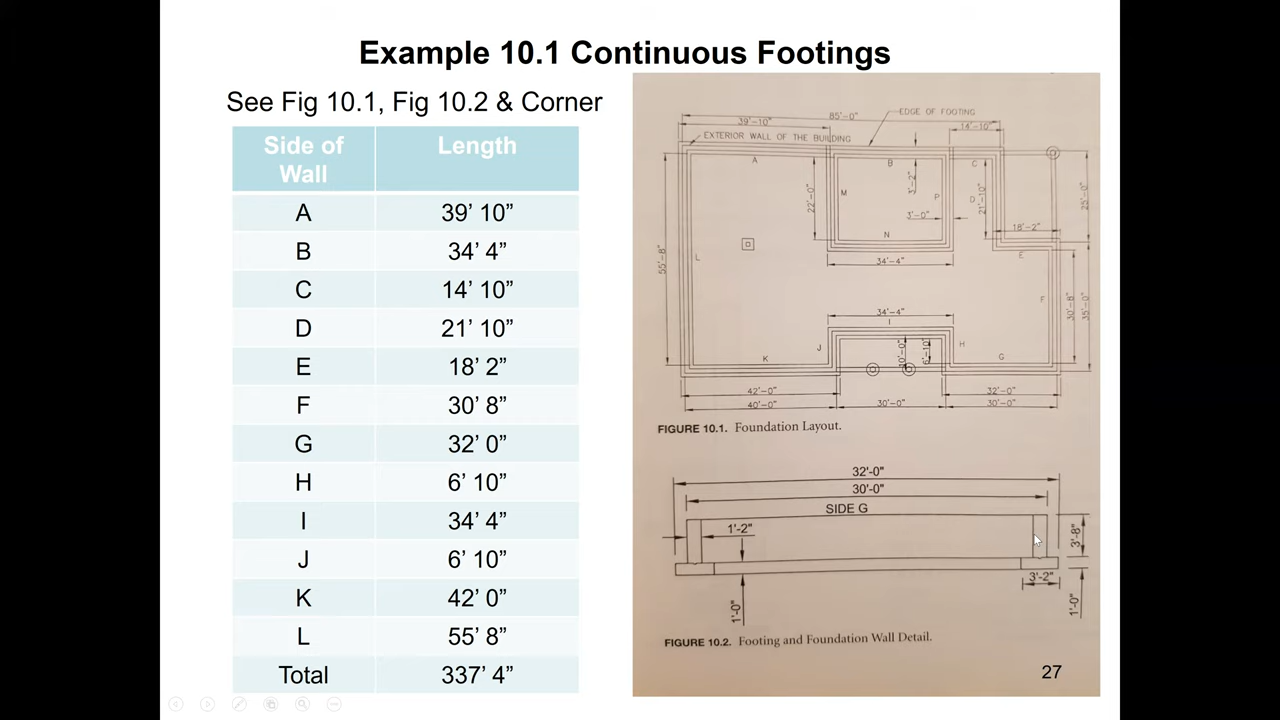 Example 10.1 Continuous Footings
See Fig 10.1, Fig 10.2 & Corner
Side of Wall Length
A 39’ 10”
B 34’ 4”
C 14’ 10”
D 21’ 10”
E 18’ 2”
F 30’ 8”
G 32’ 0”
H 6’ 10”
I 34’ 4”
J 6’ 10”
K 42’ 0”
L 55’ 8”
Total 337’ 4”
85'-0"
EDGE OF FOOTING
39'-10"
14'-10"
EXTERIOR WALL OF THE BUILDING
A
B
C
3'-2"
M
P
D
22'-0"
21'-10"
25'-0"
3'-0"
18'-2"
N
L
E
55'-8"
34'-4"
F
30'-8"
35'-0"
34'-4"
I
J
H
10'-0"
6'-10"
K
G
42'-0"
32'-0"
40'-0"
30'-0"
30'-0"
FIGURE 10.1. Foundation Layout.
32'-0"
30'-0"
SIDE G
1'-2"
3'-8"
3'-2"
1'-0"
1'-0"
FIGURE 10.2. Footing and Foundation Wall Detail.
27